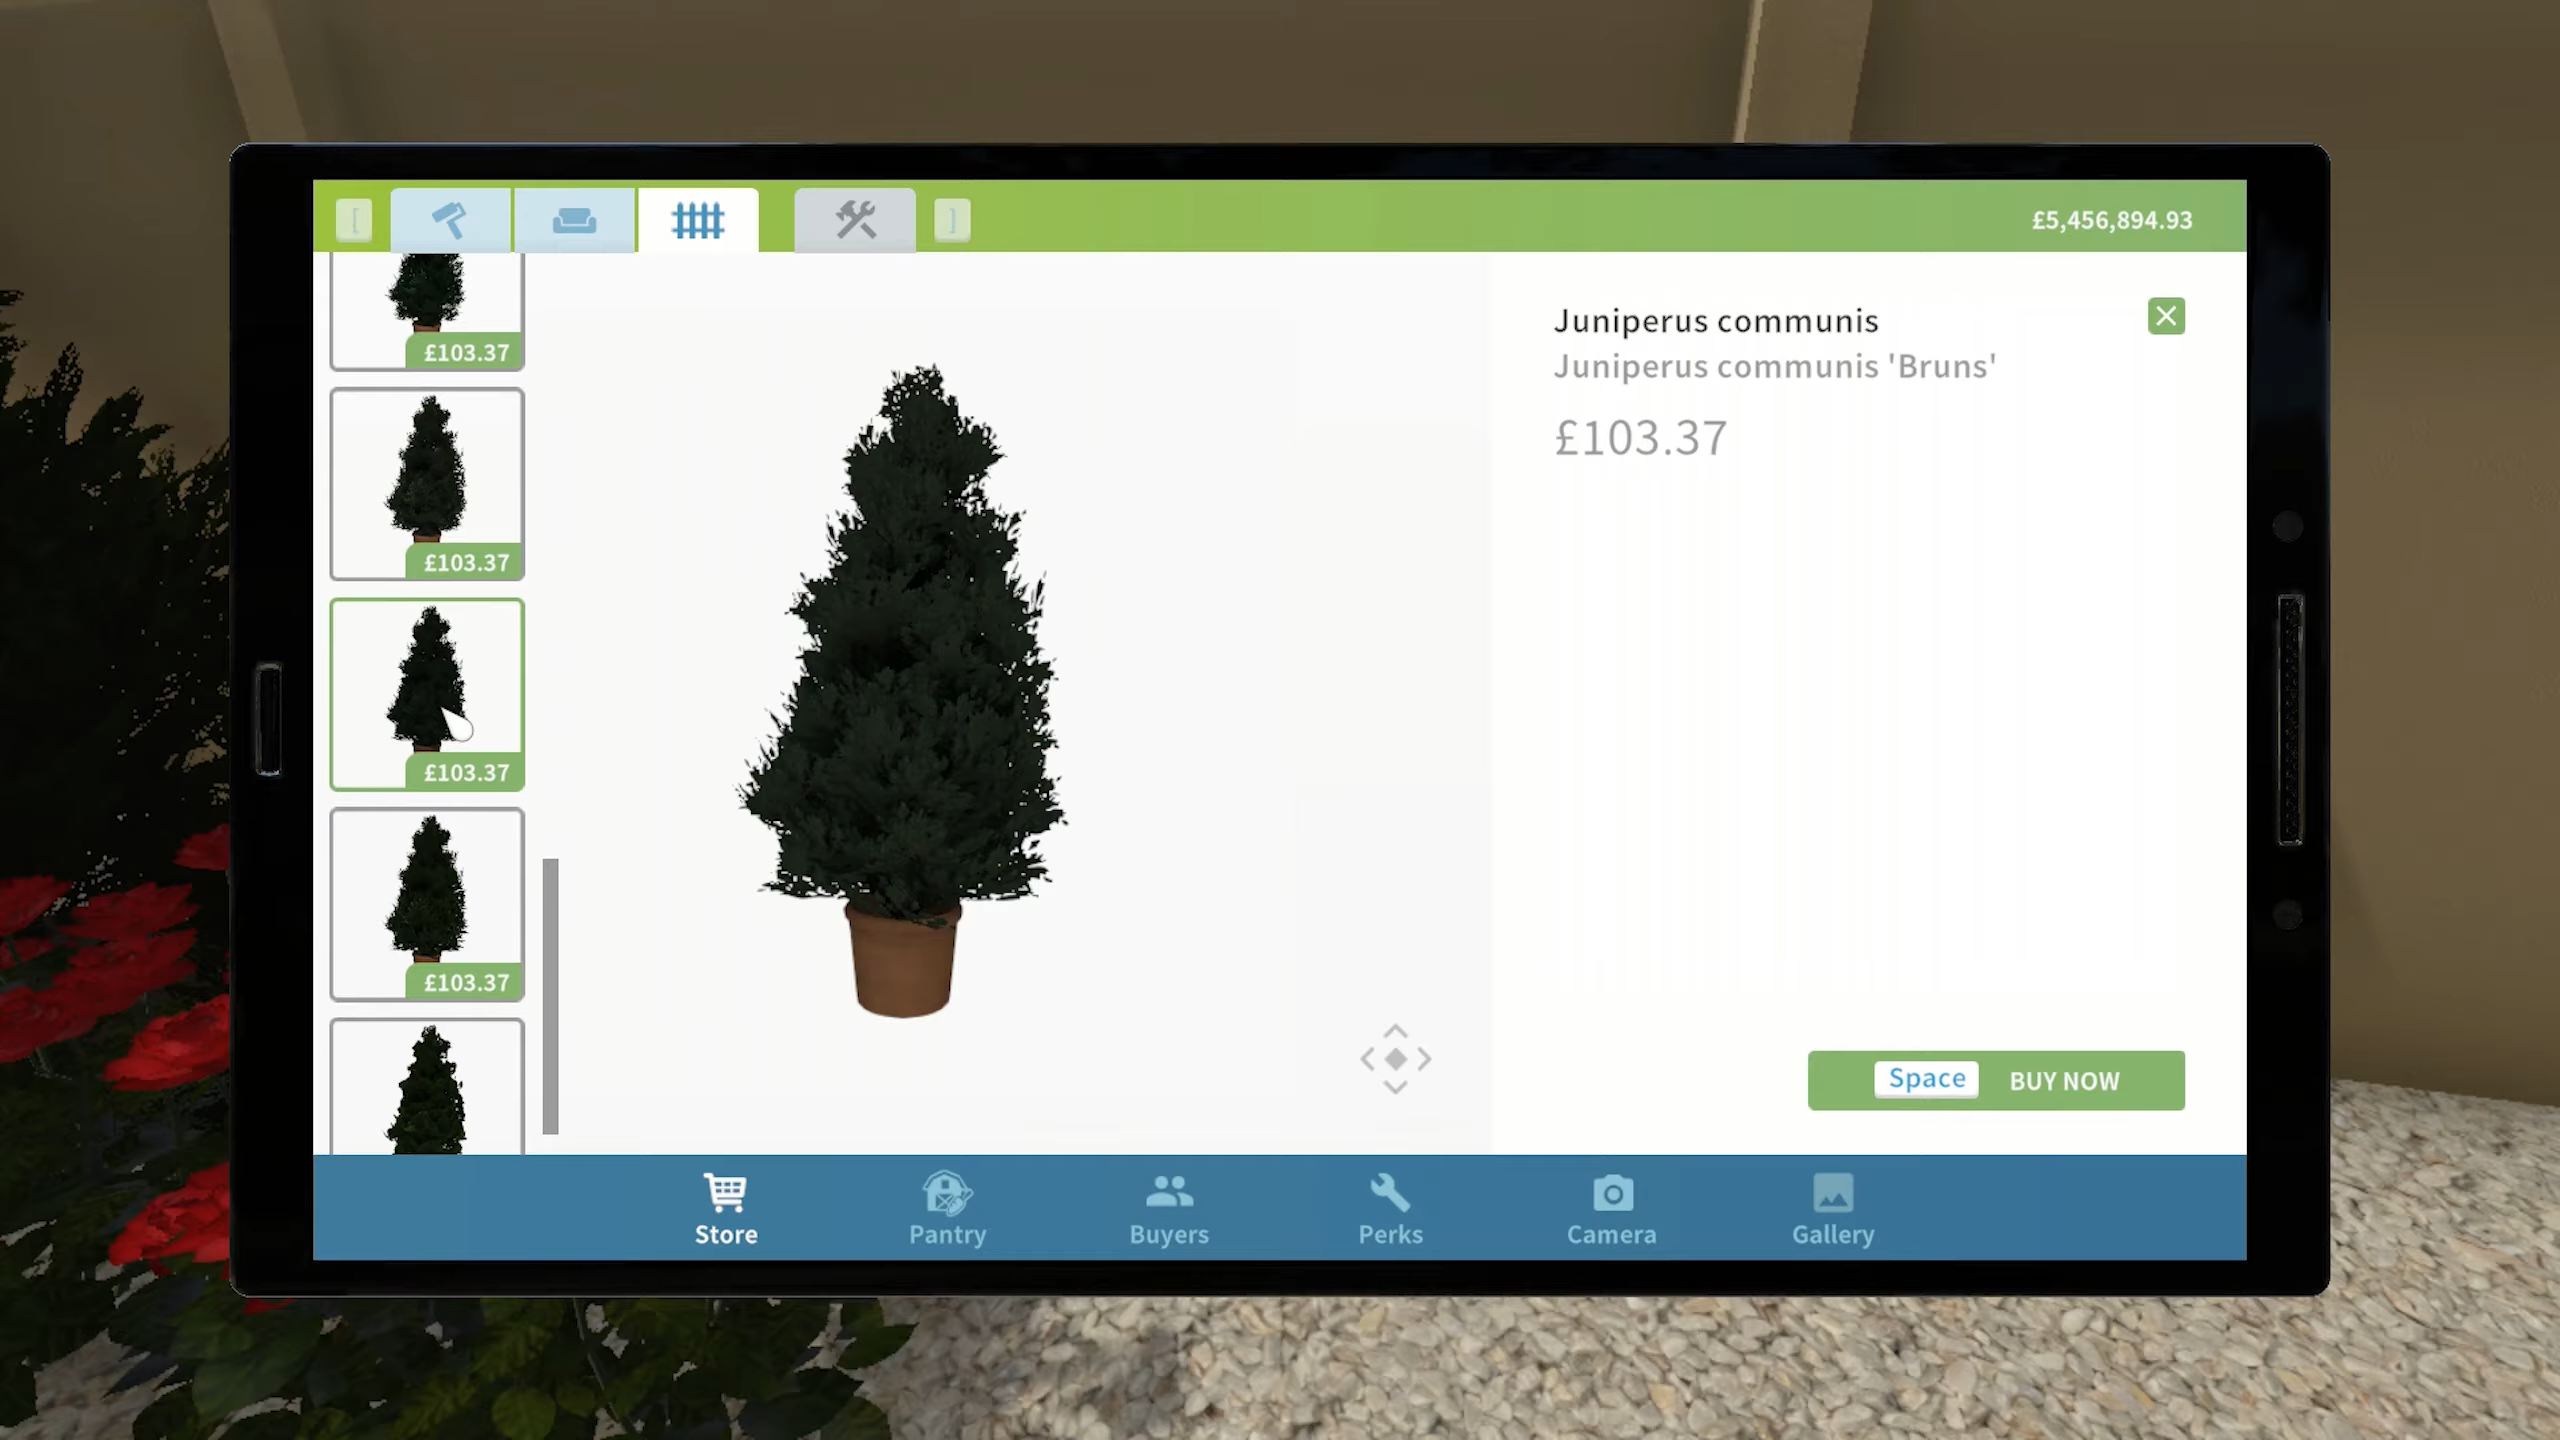 [
]
£5,456,894.93
£103.37
£103.37
£103.37
£103.37
Juniperus communis
Juniperus communis 'Bruns'
£103.37
Space BUY NOW
Store
Pantry
Buyers
Perks
Camera
Gallery